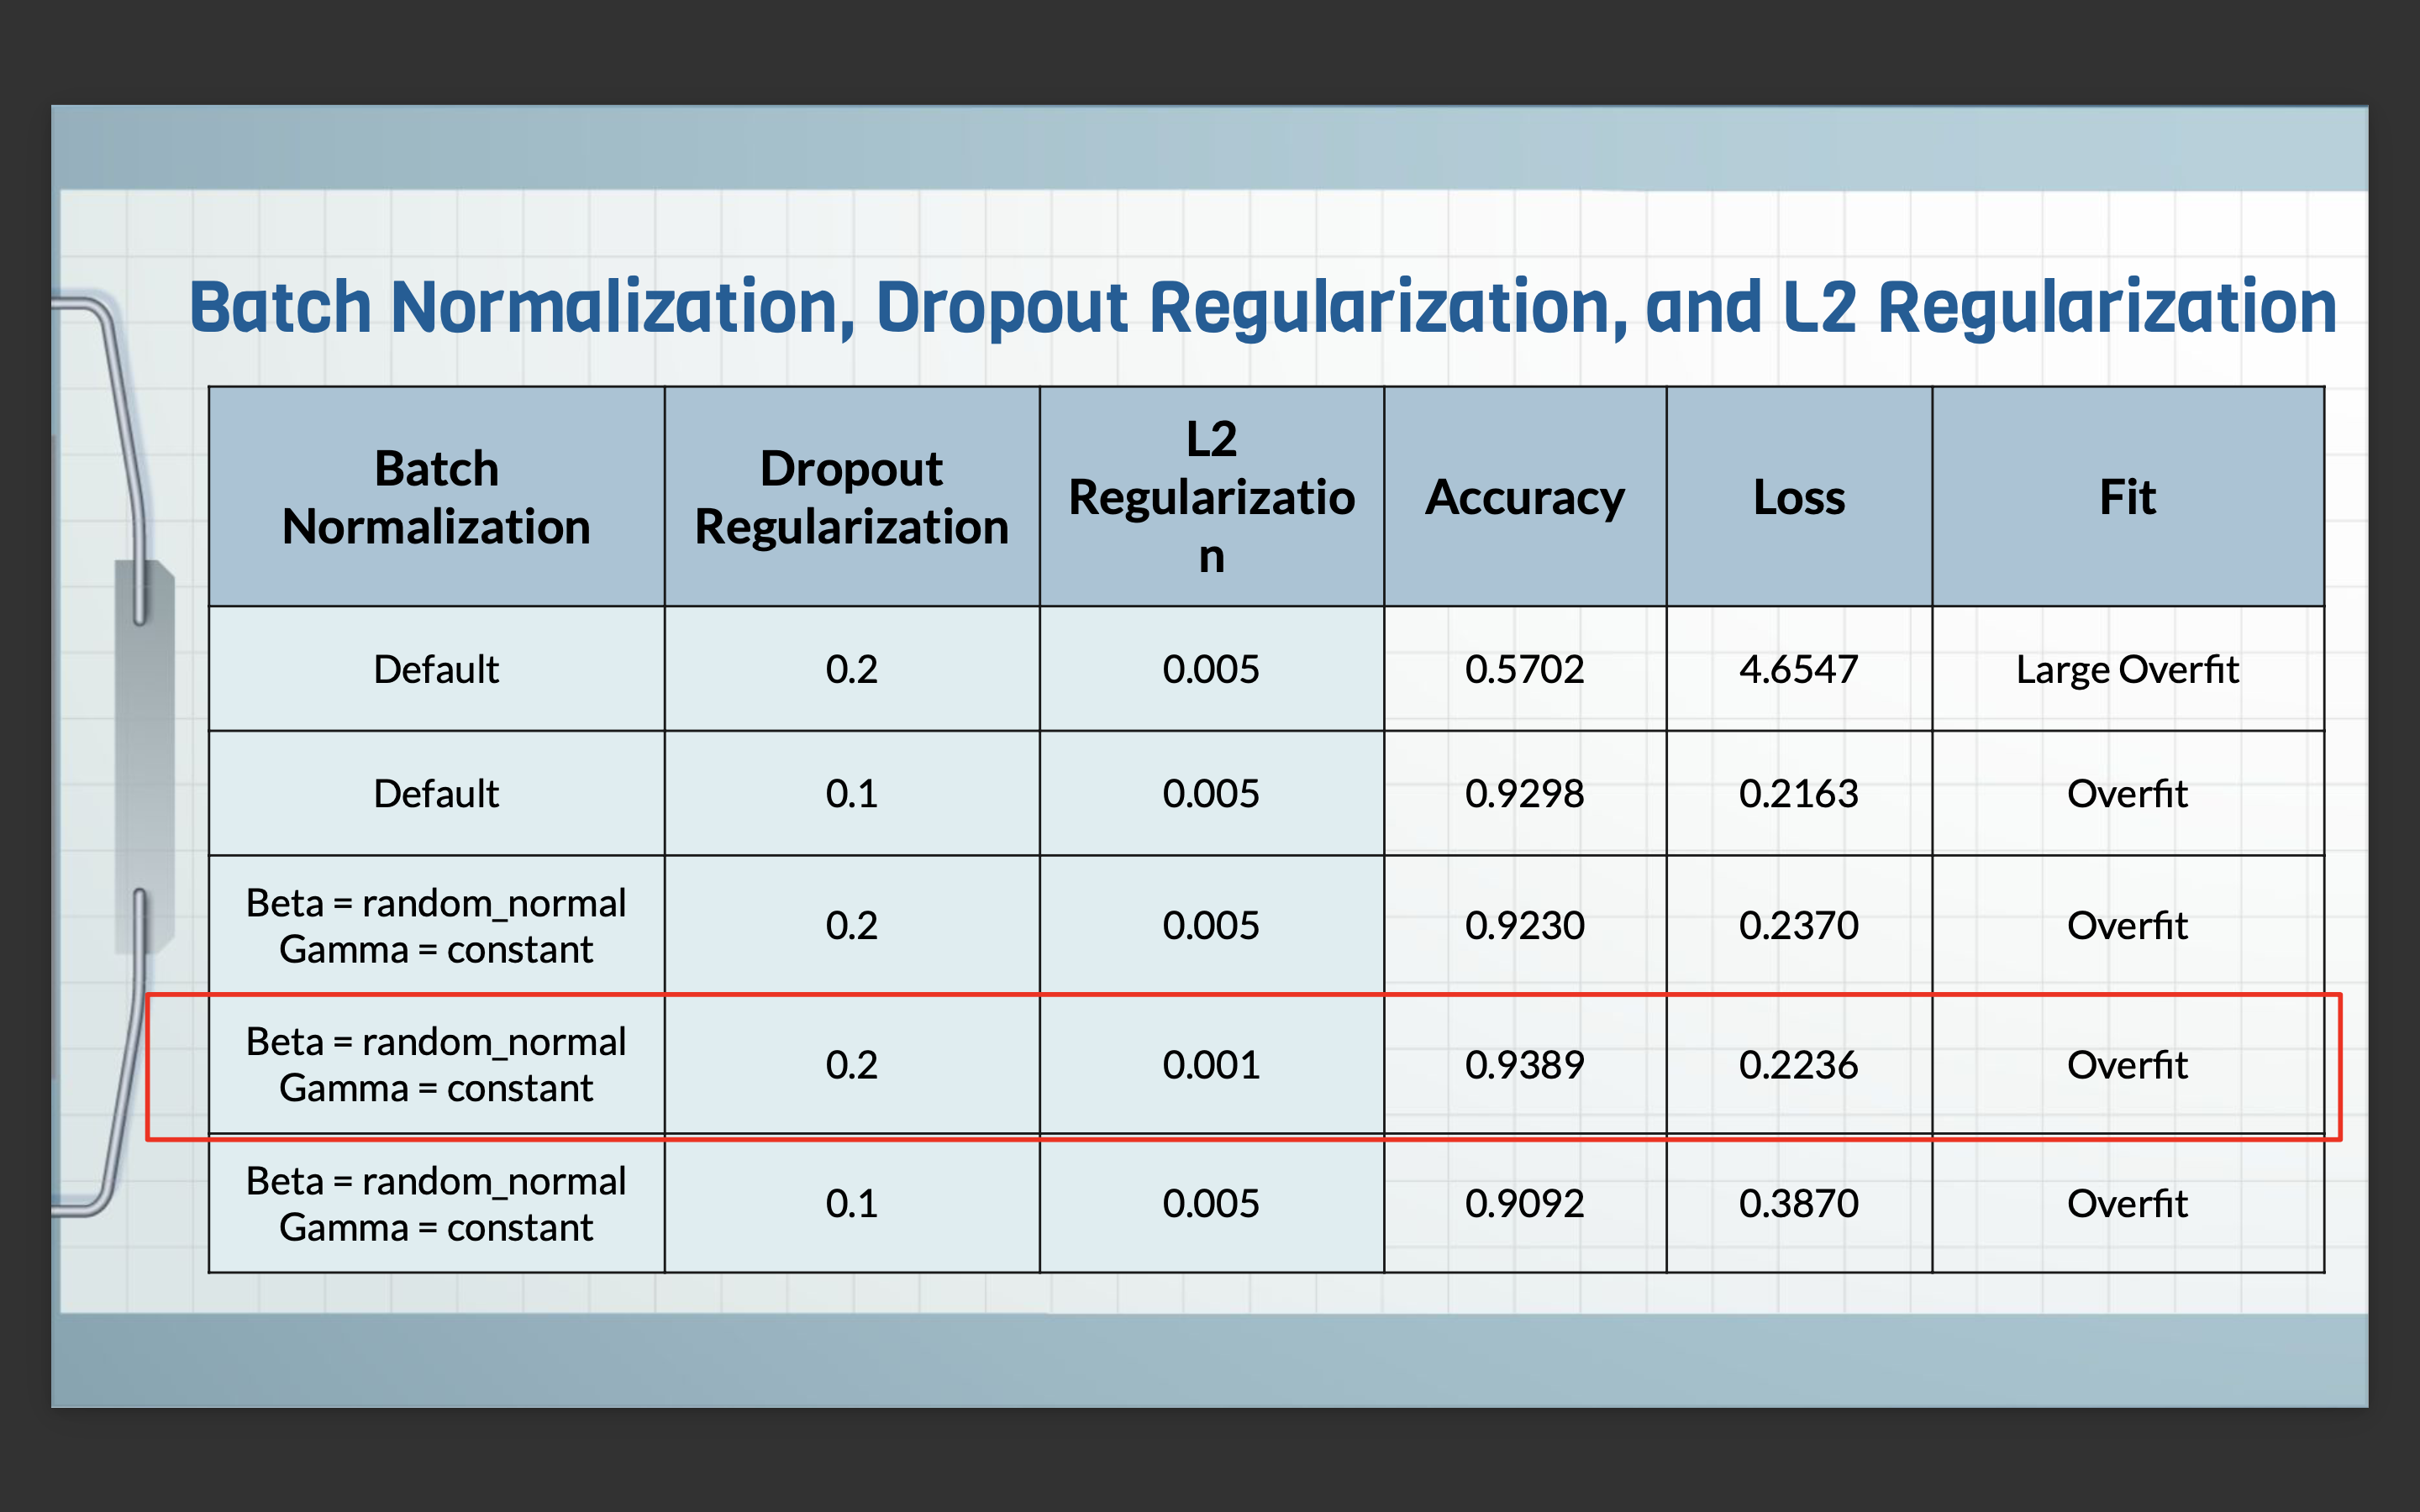 Batch Normalization, Dropout Regularization, and L2 Regularization
Batch
Normalization
Dropout
Regularization
L2
Regularizatio
n
Accuracy
Loss
Fit
Default
0.2
0.005
0.5702
4.6547
Large Overfit
Default
0.1
0.005
0.9298
0.2163
Overfit
Beta = random_normal
Gamma = constant
0.2
0.005
0.9230
0.2370
Overfit
Beta = random_normal
Gamma = constant
0.2
0.001
0.9389
0.2236
Overfit
Beta = random_normal
Gamma = constant
0.1
0.005
0.9092
0.3870
Overfit